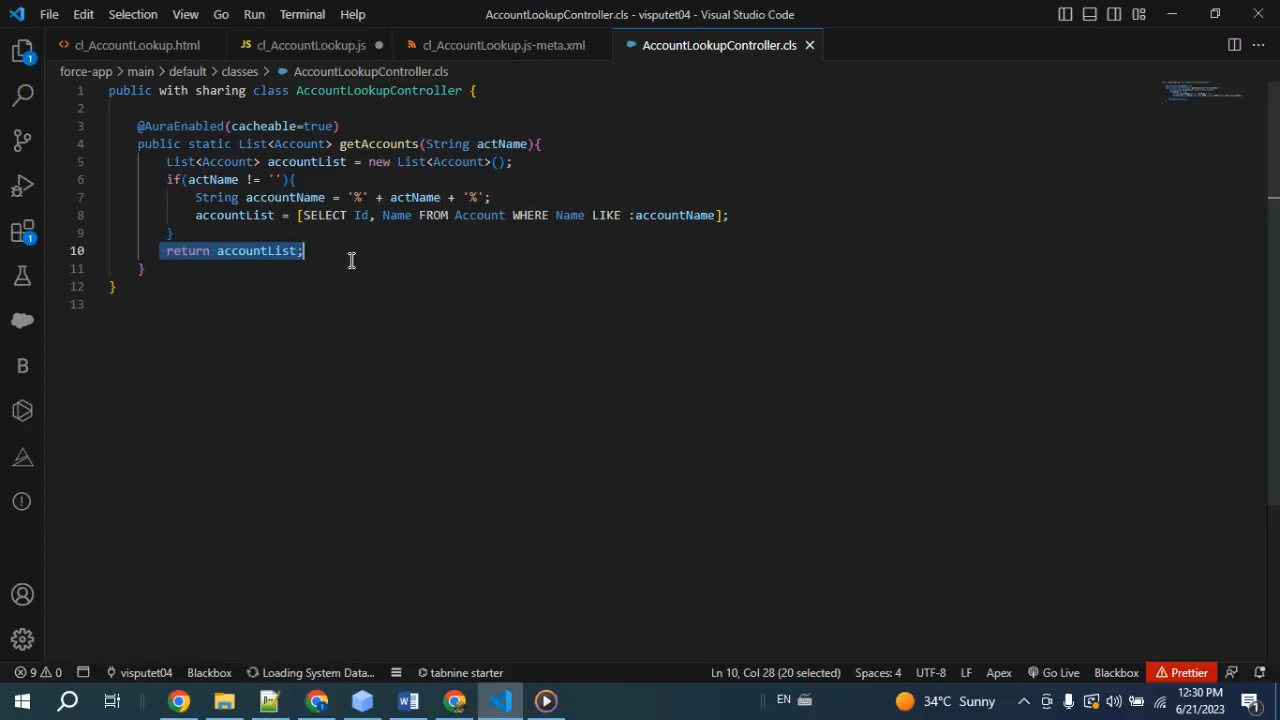 File Edit Selection View Go Run Terminal Help AccountLookupController.cls - visputet04 - Visual Studio Code
cl_AccountLookup.html cl_AccountLookup.js cl_AccountLookup.js-meta.xml AccountLookupController.cls
force-app > main > default > classes > AccountLookupController.cls
1 public with sharing class AccountLookupController {
2
3 @AuraEnabled(cacheable=true)
4 public static List<Account> getAccounts(String actName){
5 List<Account> accountList = new List<Account>();
6 if(actName != ''){
7 String accountName = '%' + actName + '%';
8 accountList = [SELECT Id, Name FROM Account WHERE Name LIKE :accountName];
9 }
10 return accountList;
11 }
12 }
13
1
1
B
9 0 visputet04 Blackbox Loading System Data... tabnine starter Ln 10, Col 28 (20 selected) Spaces: 4 UTF-8 LF Apex Go Live Blackbox Prettier
EN 34°C Sunny 12:30 PM
6/21/2023
1